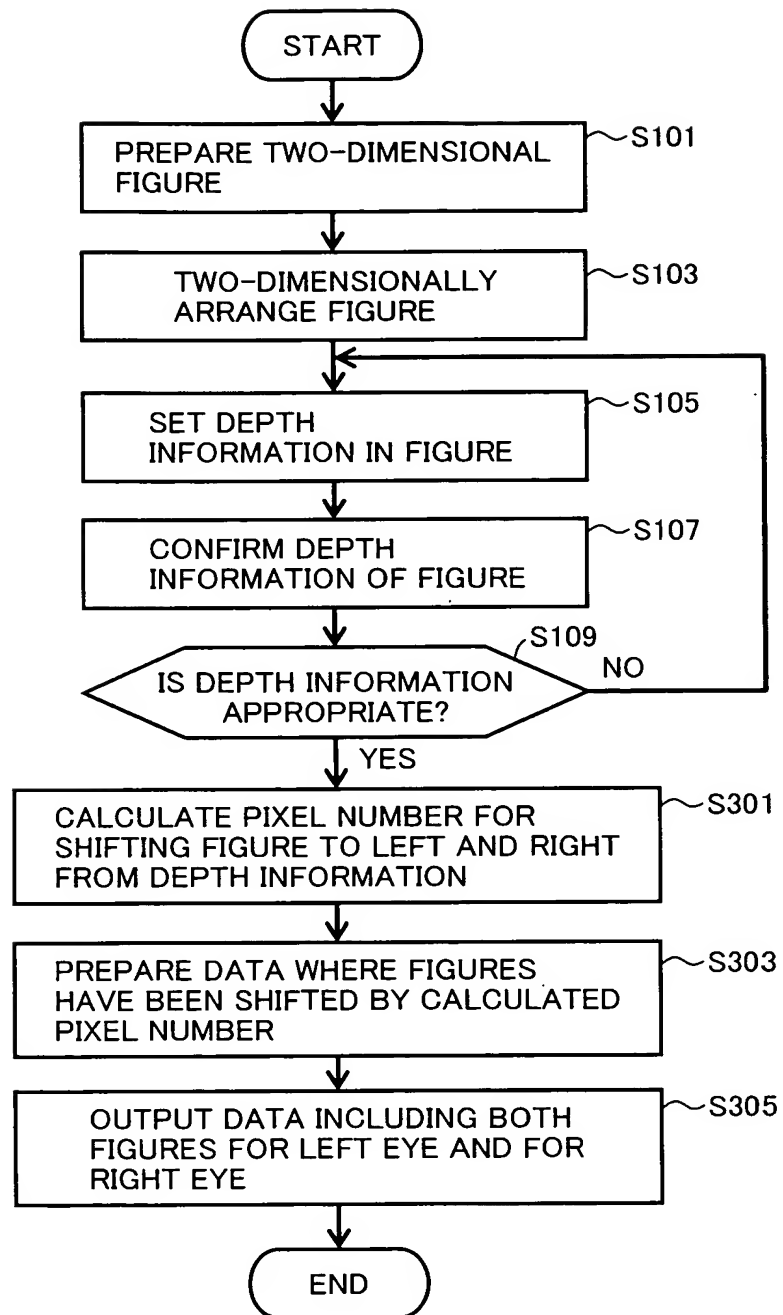 START
PREPARE TWO-DIMENSIONAL
FIGURE
S101
TWO-DIMENSIONALLY
ARRANGE FIGURE
S103
SET DEPTH
INFORMATION IN FIGURE
S105
CONFIRM DEPTH
INFORMATION OF FIGURE
S107
IS DEPTH INFORMATION
APPROPRIATE?
S109
NO
YES
CALCULATE PIXEL NUMBER FOR
SHIFTING FIGURE TO LEFT AND RIGHT
FROM DEPTH INFORMATION
S301
PREPARE DATA WHERE FIGURES
HAVE BEEN SHIFTED BY CALCULATED
PIXEL NUMBER
S303
OUTPUT DATA INCLUDING BOTH
FIGURES FOR LEFT EYE AND FOR
RIGHT EYE
S305
END